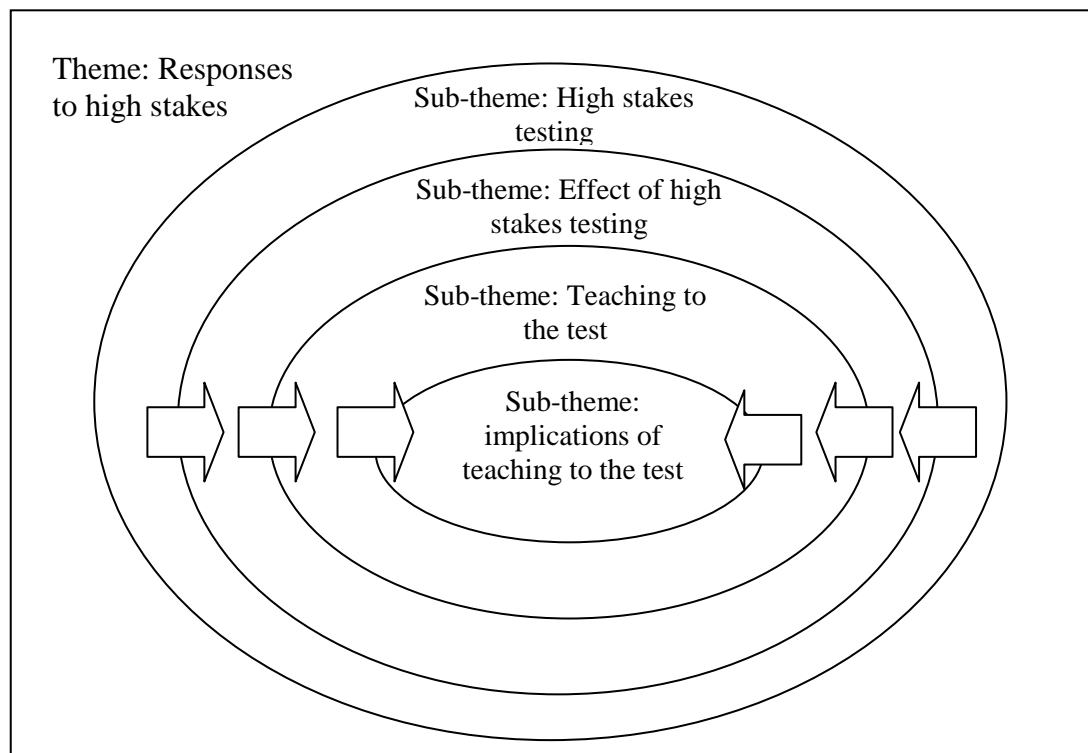 Theme: Responses
to high stakes
Sub-theme: High stakes
testing
Sub-theme: Effect of high
stakes testing
Sub-theme: Teaching to
the test
Sub-theme:
implications of
teaching to the test